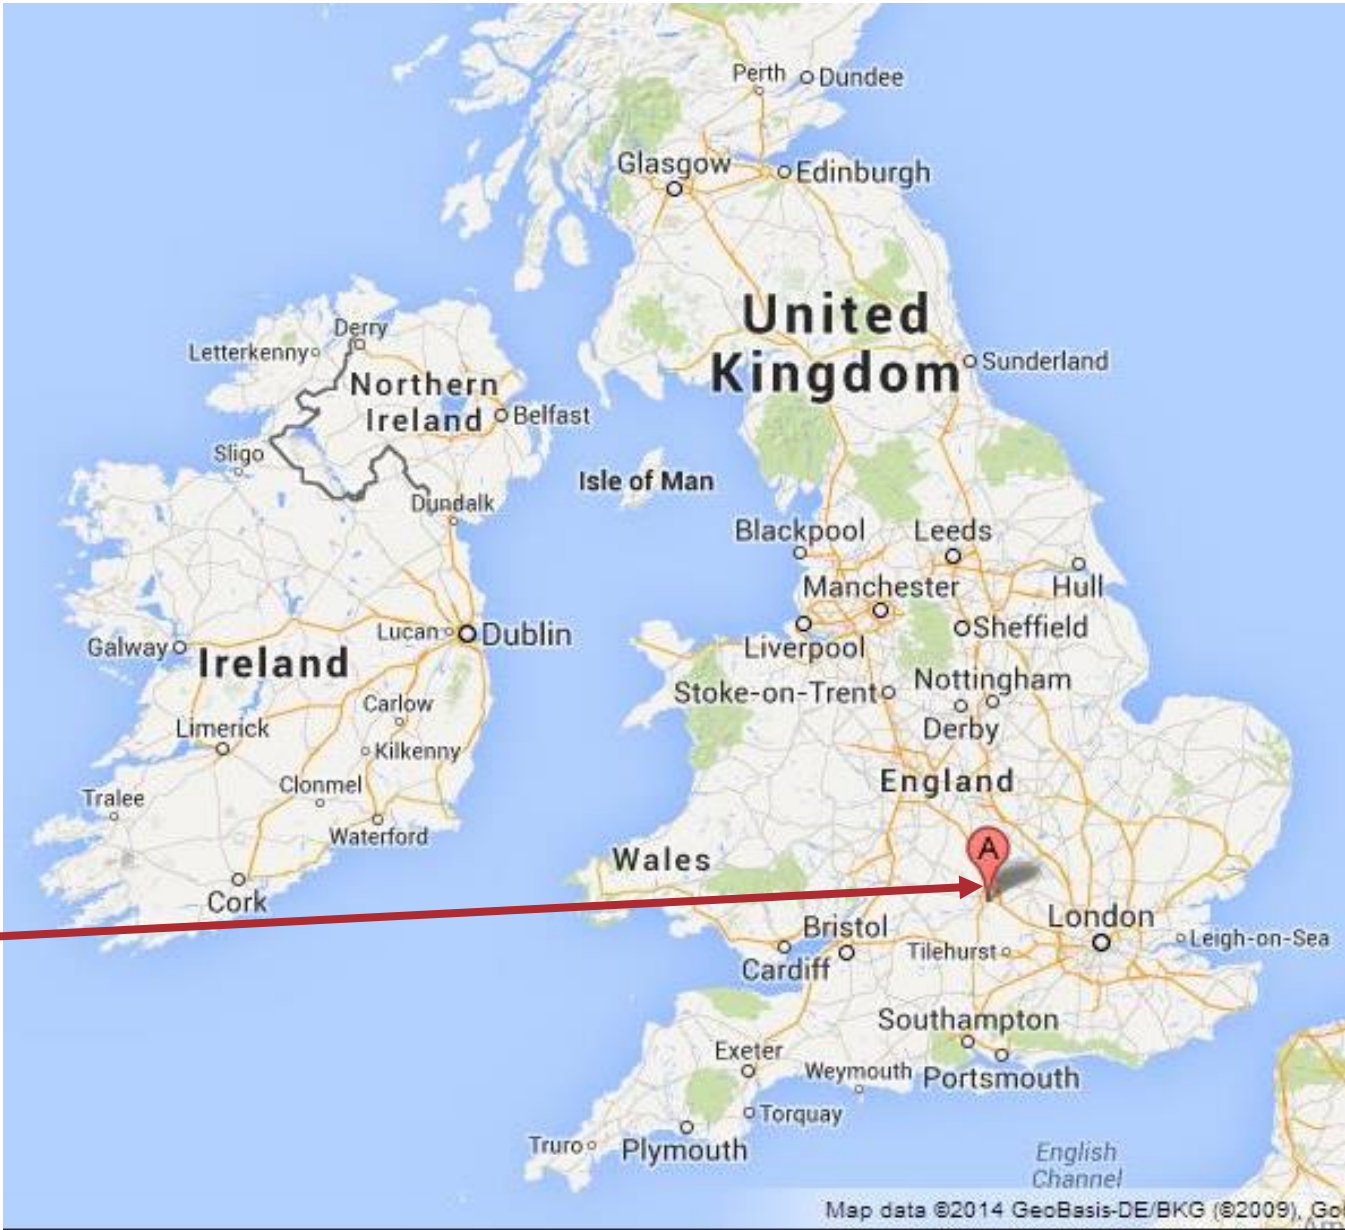 Perth
Dundee
Glasgow
Edinburgh
United
Kingdom
Derry
Letterkenny
Sunderland
Northern
Ireland
Belfast
Sligo
Isle of Man
Dundalk
Blackpool
Leeds
Manchester
Hull
Lucan
Dublin
Sheffield
Galway
Ireland
Liverpool
Stoke-on-Trent
Nottingham
Carlow
Limerick
Derby
Kilkenny
England
Clonmel
Tralee
Waterford
A
Wales
Cork
London
Bristol
Leigh-on-Sea
Tilehurst
Cardiff
Southampton
Exeter
Weymouth
Portsmouth
Torquay
Truro
Plymouth
English
Channel
Map data ©2014 GeoBasis-DE/BKG (©2009),